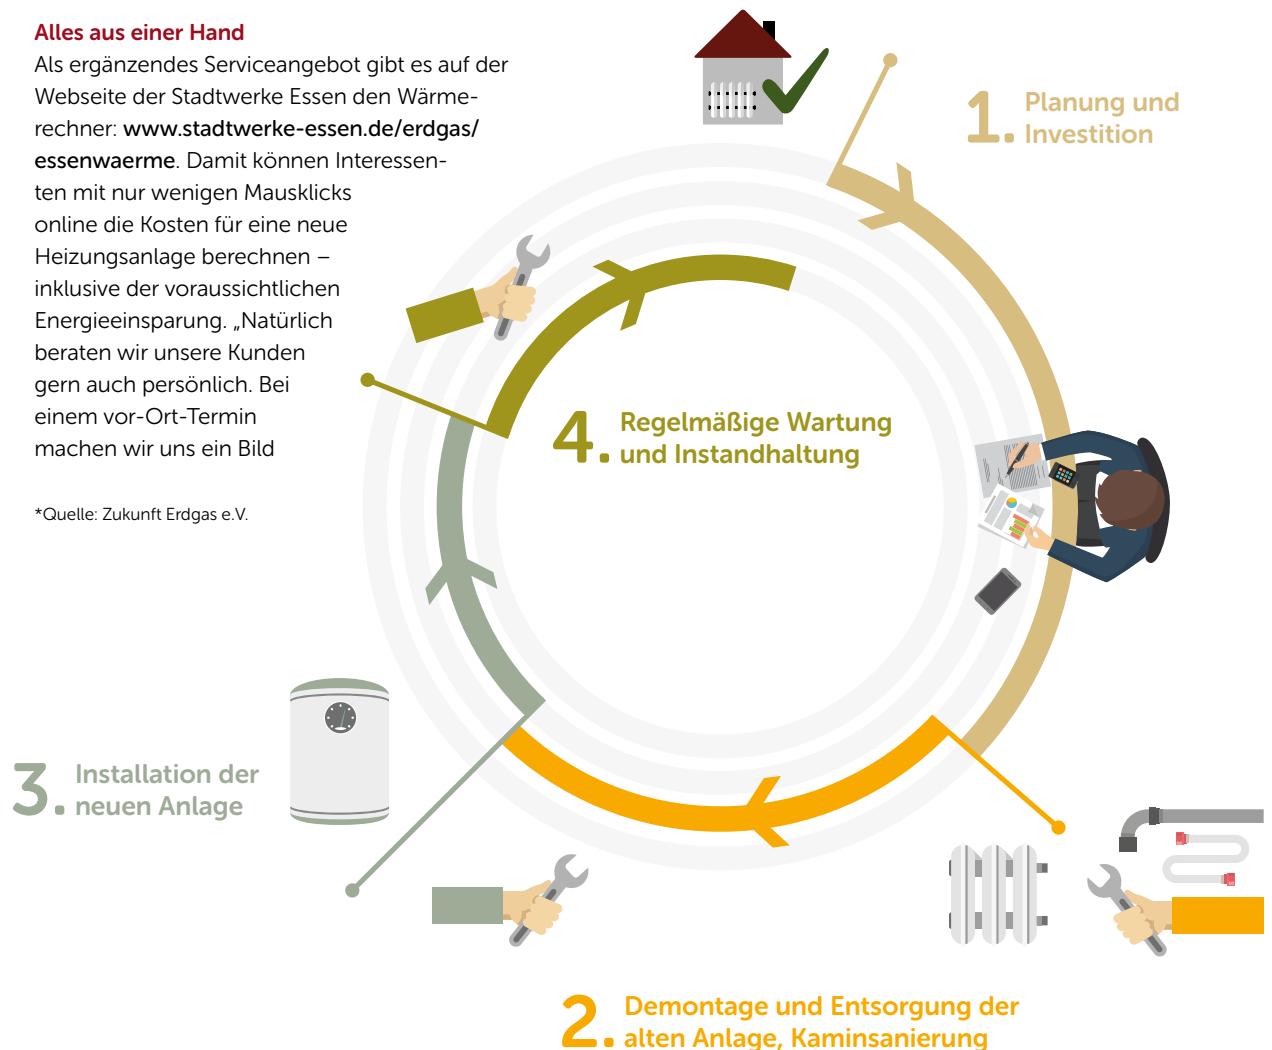 Alles aus einer Hand
Als ergänzendes Serviceangebot gibt es auf der
Webseite der Stadtwerke Essen den Wärme-
rechner: www.stadtwerke-essen.de/erdgas/
essenwaerme. Damit können Interessen-
ten mit nur wenigen Mausklicks
online die Kosten für eine neue
Heizungsanlage berechnen –
inklusive der voraussichtlichen
Energieeinsparung. „Natürlich
beraten wir unsere Kunden
gern auch persönlich. Bei
einem vor-Ort-Termin
machen wir uns ein Bild
*Quelle: Zukunft Erdgas e.V.
1. Planung und
Investition
2. Demontage und Entsorgung der
alten Anlage, Kaminsanierung
3. Installation der
neuen Anlage
4. Regelmäßige Wartung
und Instandhaltung